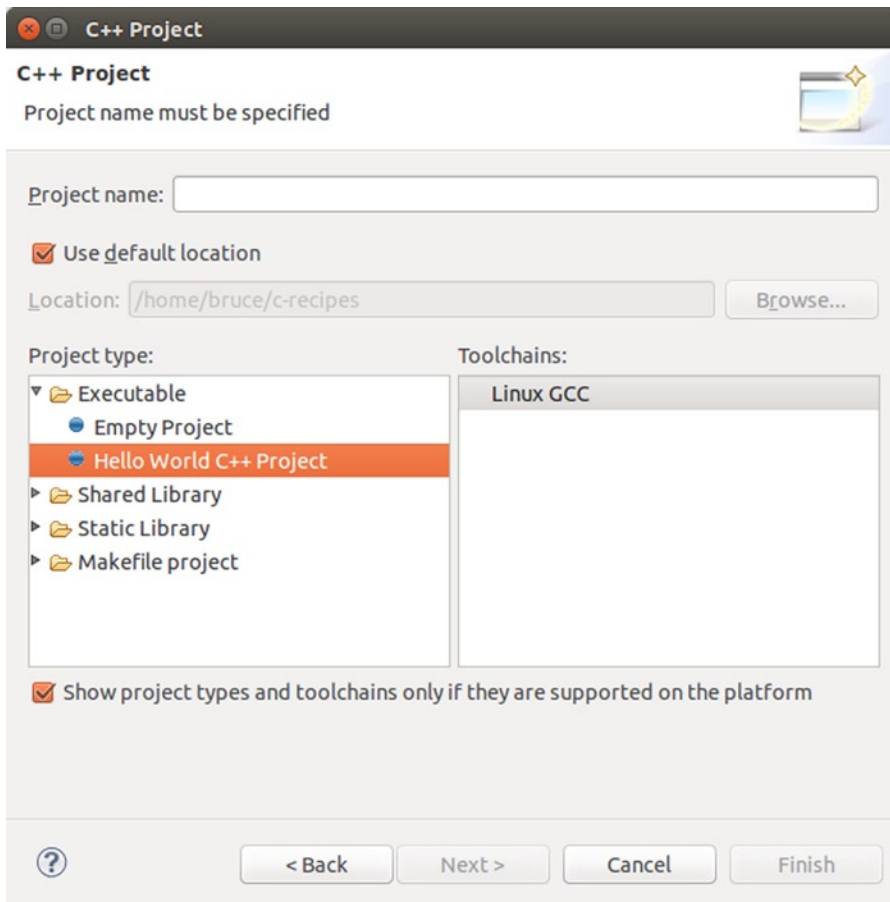 C++ Project
C++ Project
Project name must be specified
Project name:
Use default location
Location: /home/bruce/c-recipes Browse...
Project type:
Toolchains:
Executable
Empty Project
Hello World C++ Project
Shared Library
Static Library
Makefile project
Linux GCC
Show project types and toolchains only if they are supported on the platform
? < Back Next > Cancel Finish